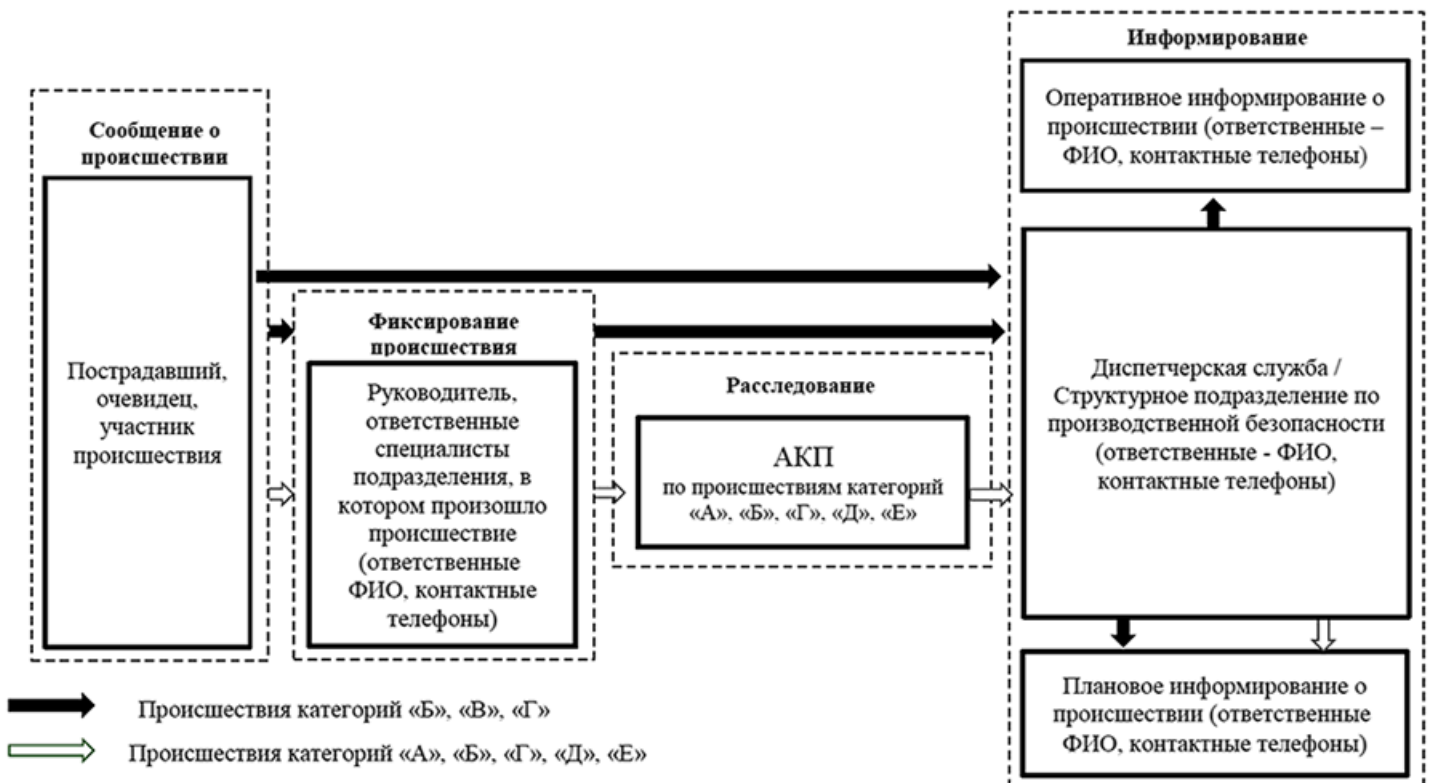 Сообщение о
происшествии
Пострадавший,
очевидец,
участник
происшествия
Фиксирование
происшествия
Руководитель,
ответственные
специалисты
подразделения, в
котором произошло
происшествие
(ответственные
ФИО, контактные
телефоны)
Расследование
АКП
по происшествиям категорий
«А», «Б», «Г», «Д», «Е»
Информирование
Оперативное информирование о
происшествии (ответственные –
ФИО, контактные телефоны)
Диспетчерская служба /
Структурное подразделение по
производственной безопасности
(ответственные - ФИО,
контактные телефоны)
Плановое информирование о
происшествии (ответственные
ФИО, контактные телефоны)
Происшествия категорий «Б», «В», «Г»
Происшествия категорий «А», «Б», «Г», «Д», «Е»